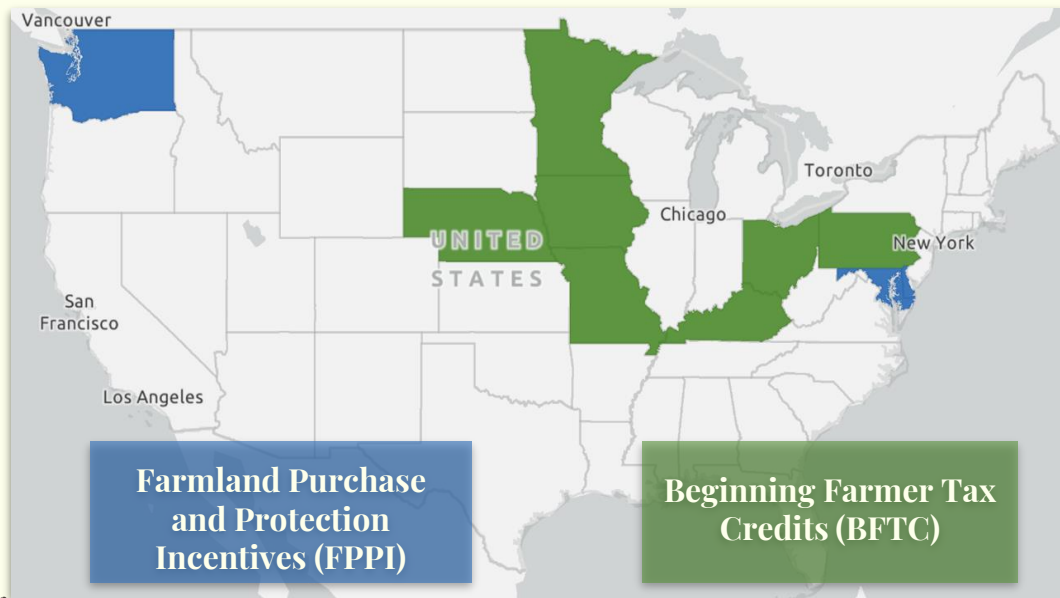 Vancouver
Toronto
Chicago
New York
UNITED
STATES
San
Francisco
Los Angeles
Farmland Purchase
and Protection
Incentives (FPPI)
Beginning Farmer Tax
Credits (BFTC)